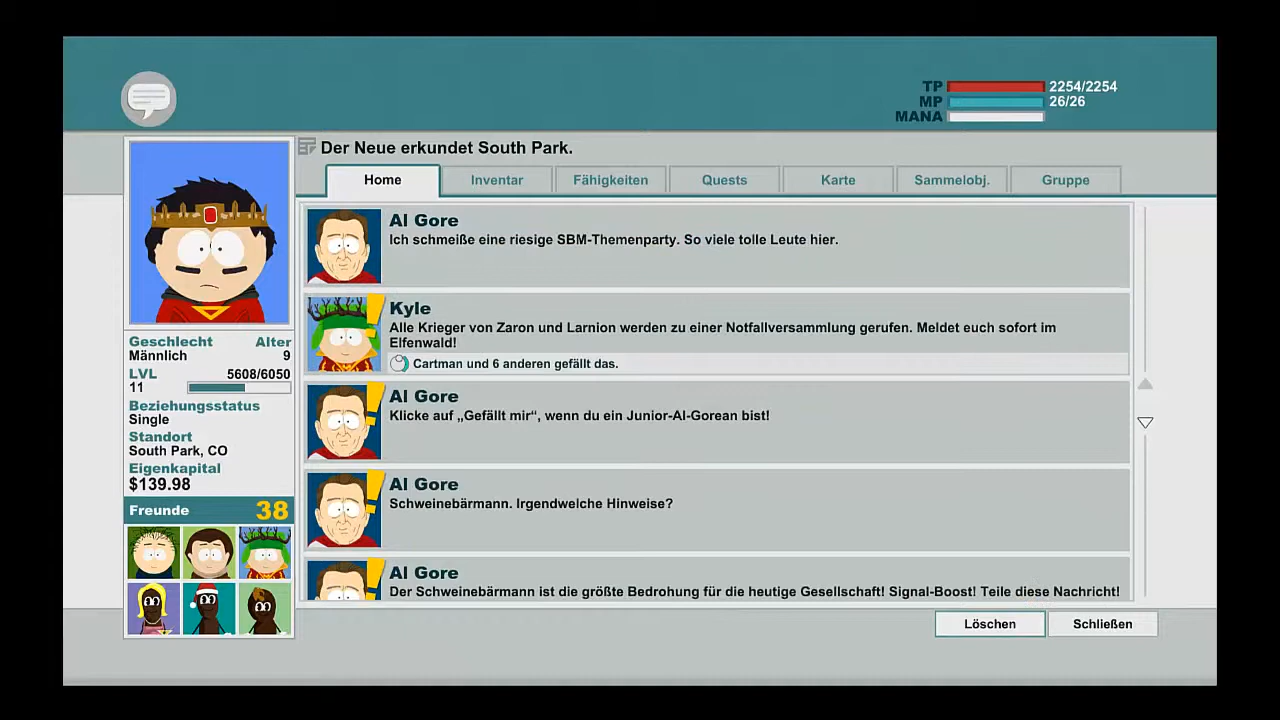 TP 2254/2254
MP 26/26
MANA
Der Neue erkundet South Park.
Home Inventar Fähigkeiten Quests Karte Sammelobj. Gruppe
Geschlecht Alter
Männlich 9
LVL 5608/6050
11
Beziehungsstatus
Single
Standort
South Park, CO
Eigenkapital
$139.98
Freunde 38
Al Gore
Ich schmeiße eine riesige SBM-Themenparty. So viele tolle Leute hier.
Kyle
Alle Krieger von Zaron und Larnion werden zu einer Notfallversammlung gerufen. Meldet euch sofort im
Elfenwald!
Cartman und 6 anderen gefällt das.
Al Gore
Klicke auf „Gefällt mir“, wenn du ein Junior-Al-Gorean bist!
Al Gore
Schweinebärmann. Irgendwelche Hinweise?
Al Gore
Der Schweinebärmann ist die größte Bedrohung für die heutige Gesellschaft! Signal-Boost! Teile diese Nachricht!
Löschen Schließen